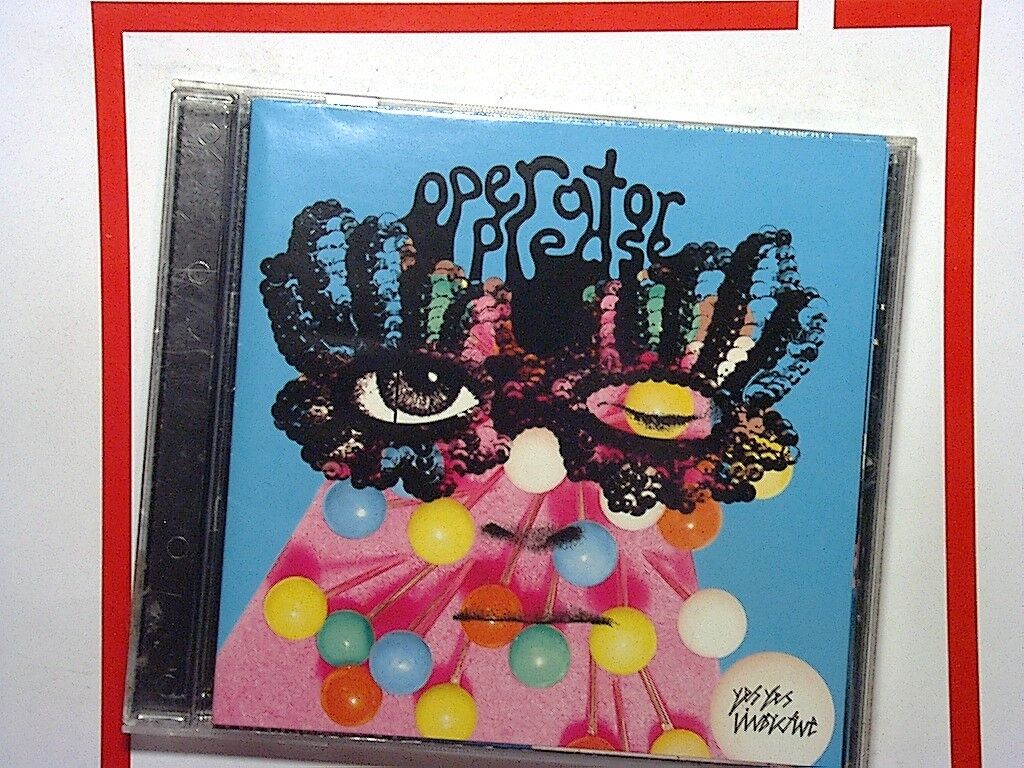 operator
please
yes yes
vindictive